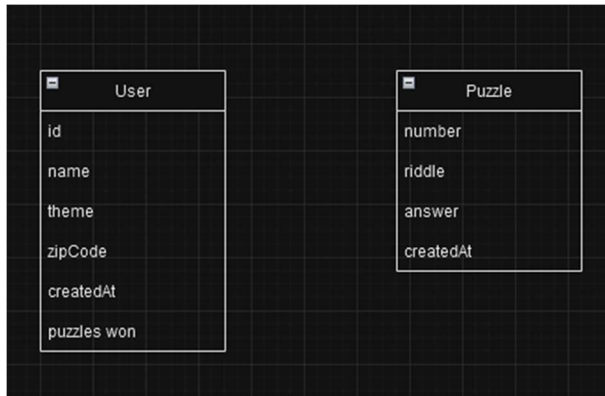 User
id
name
theme
zipCode
createdAt
puzzles won
Puzzle
number
riddle
answer
createdAt